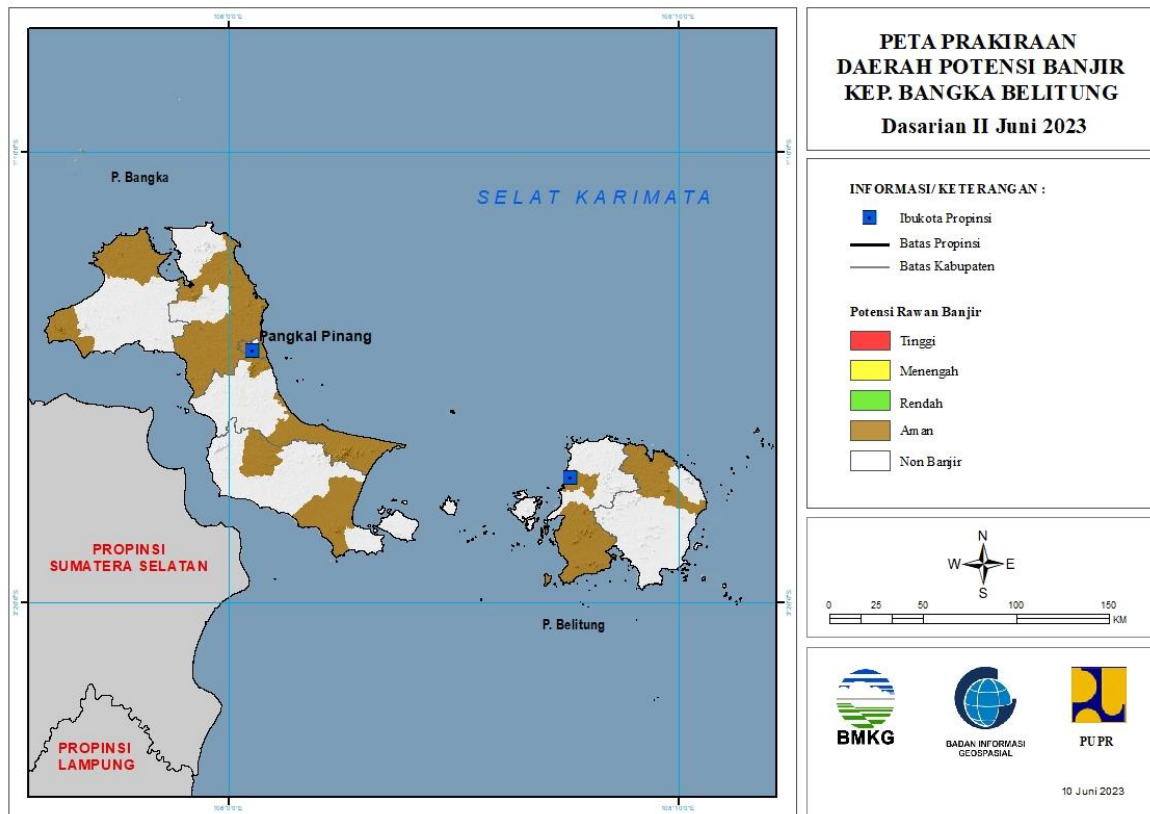 PETA PRAKIRAAN
DAERAH POTENSI BANJIR
KEP. BANGKA BELITUNG
Dasarian II Juni 2023
P. Bangka
SELAT KARIMATA
Pangkal Pinang
PROPINSI
SUMATERA SELATAN
P. Belitung
PROPINSI
LAMPUNG
INFORMASI/ KETERANGAN :
Ibukota Propinsi
Batas Propinsi
Batas Kabupaten
Potensi Rawan Banjir
Tinggi
Menengah
Rendah
Aman
Non Banjir
N
W E
S
0 25 50 100 150
KM
BMKG
BADAN INFORMASI
GEOSPASIAL
PUPR
10 Juni 2023